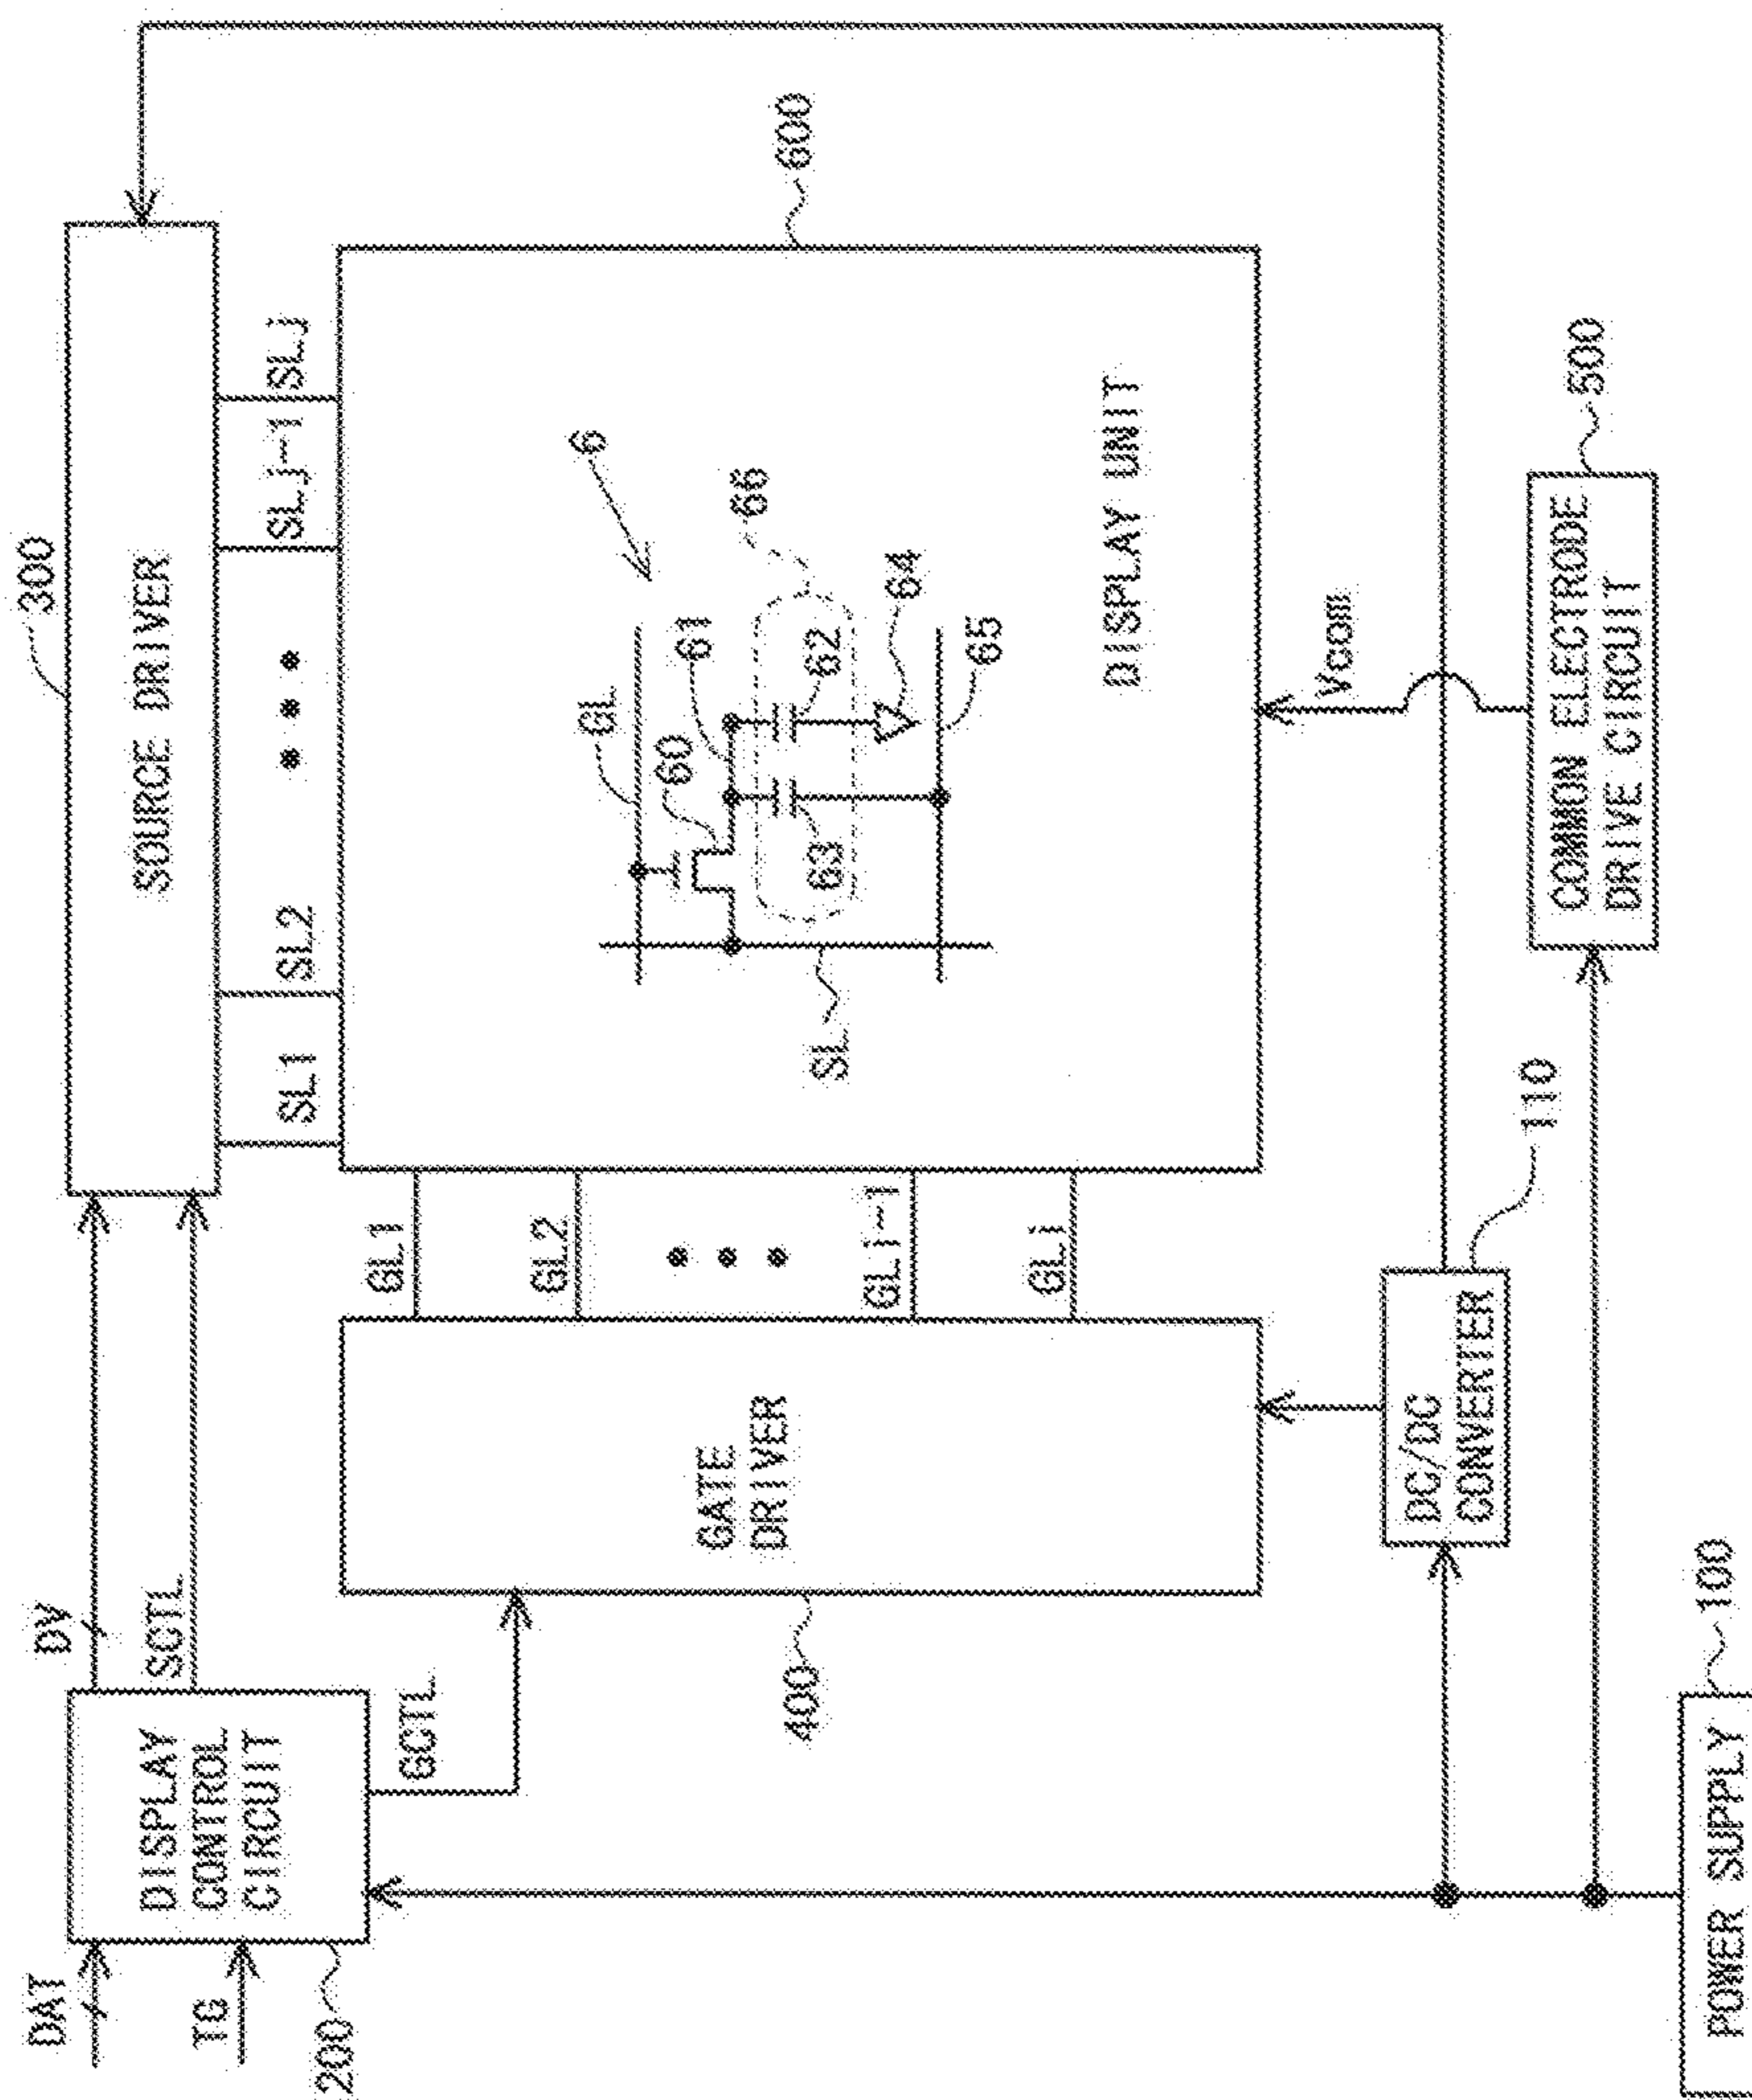 300
DAT
DV
DISPLAY
CONTROL
CIRCUIT
SCTL
SOURCE DRIVER
TG
200
GCTL
SL1
SL2
SLj-1
SLj
GL1
GL2
GLi-1
GLi
GATE
DRIVER
400
6
GL
60
61
66
62
63
64
65
SL
DISPLAY UNIT
600
DC/DC
CONVERTER
110
Vcom
COMMON ELECTRODE
DRIVE CIRCUIT
500
POWER SUPPLY
100